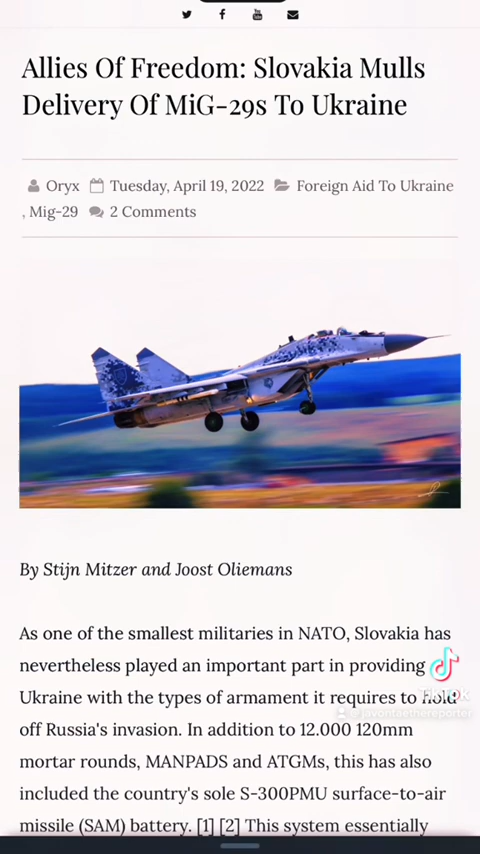 Allies Of Freedom: Slovakia Mulls
Delivery Of MiG-29s To Ukraine
Oryx Tuesday, April 19, 2022 Foreign Aid To Ukraine
, Mig-29 2 Comments
By Stijn Mitzer and Joost Oliemans
As one of the smallest militaries in NATO, Slovakia has
nevertheless played an important part in providing
Ukraine with the types of armament it requires to hold
off Russia's invasion. In addition to 12.000 120mm
mortar rounds, MANPADS and ATGMs, this has also
included the country's sole S-300PMU surface-to-air
missile (SAM) battery. [1] [2] This system essentially
TikTok